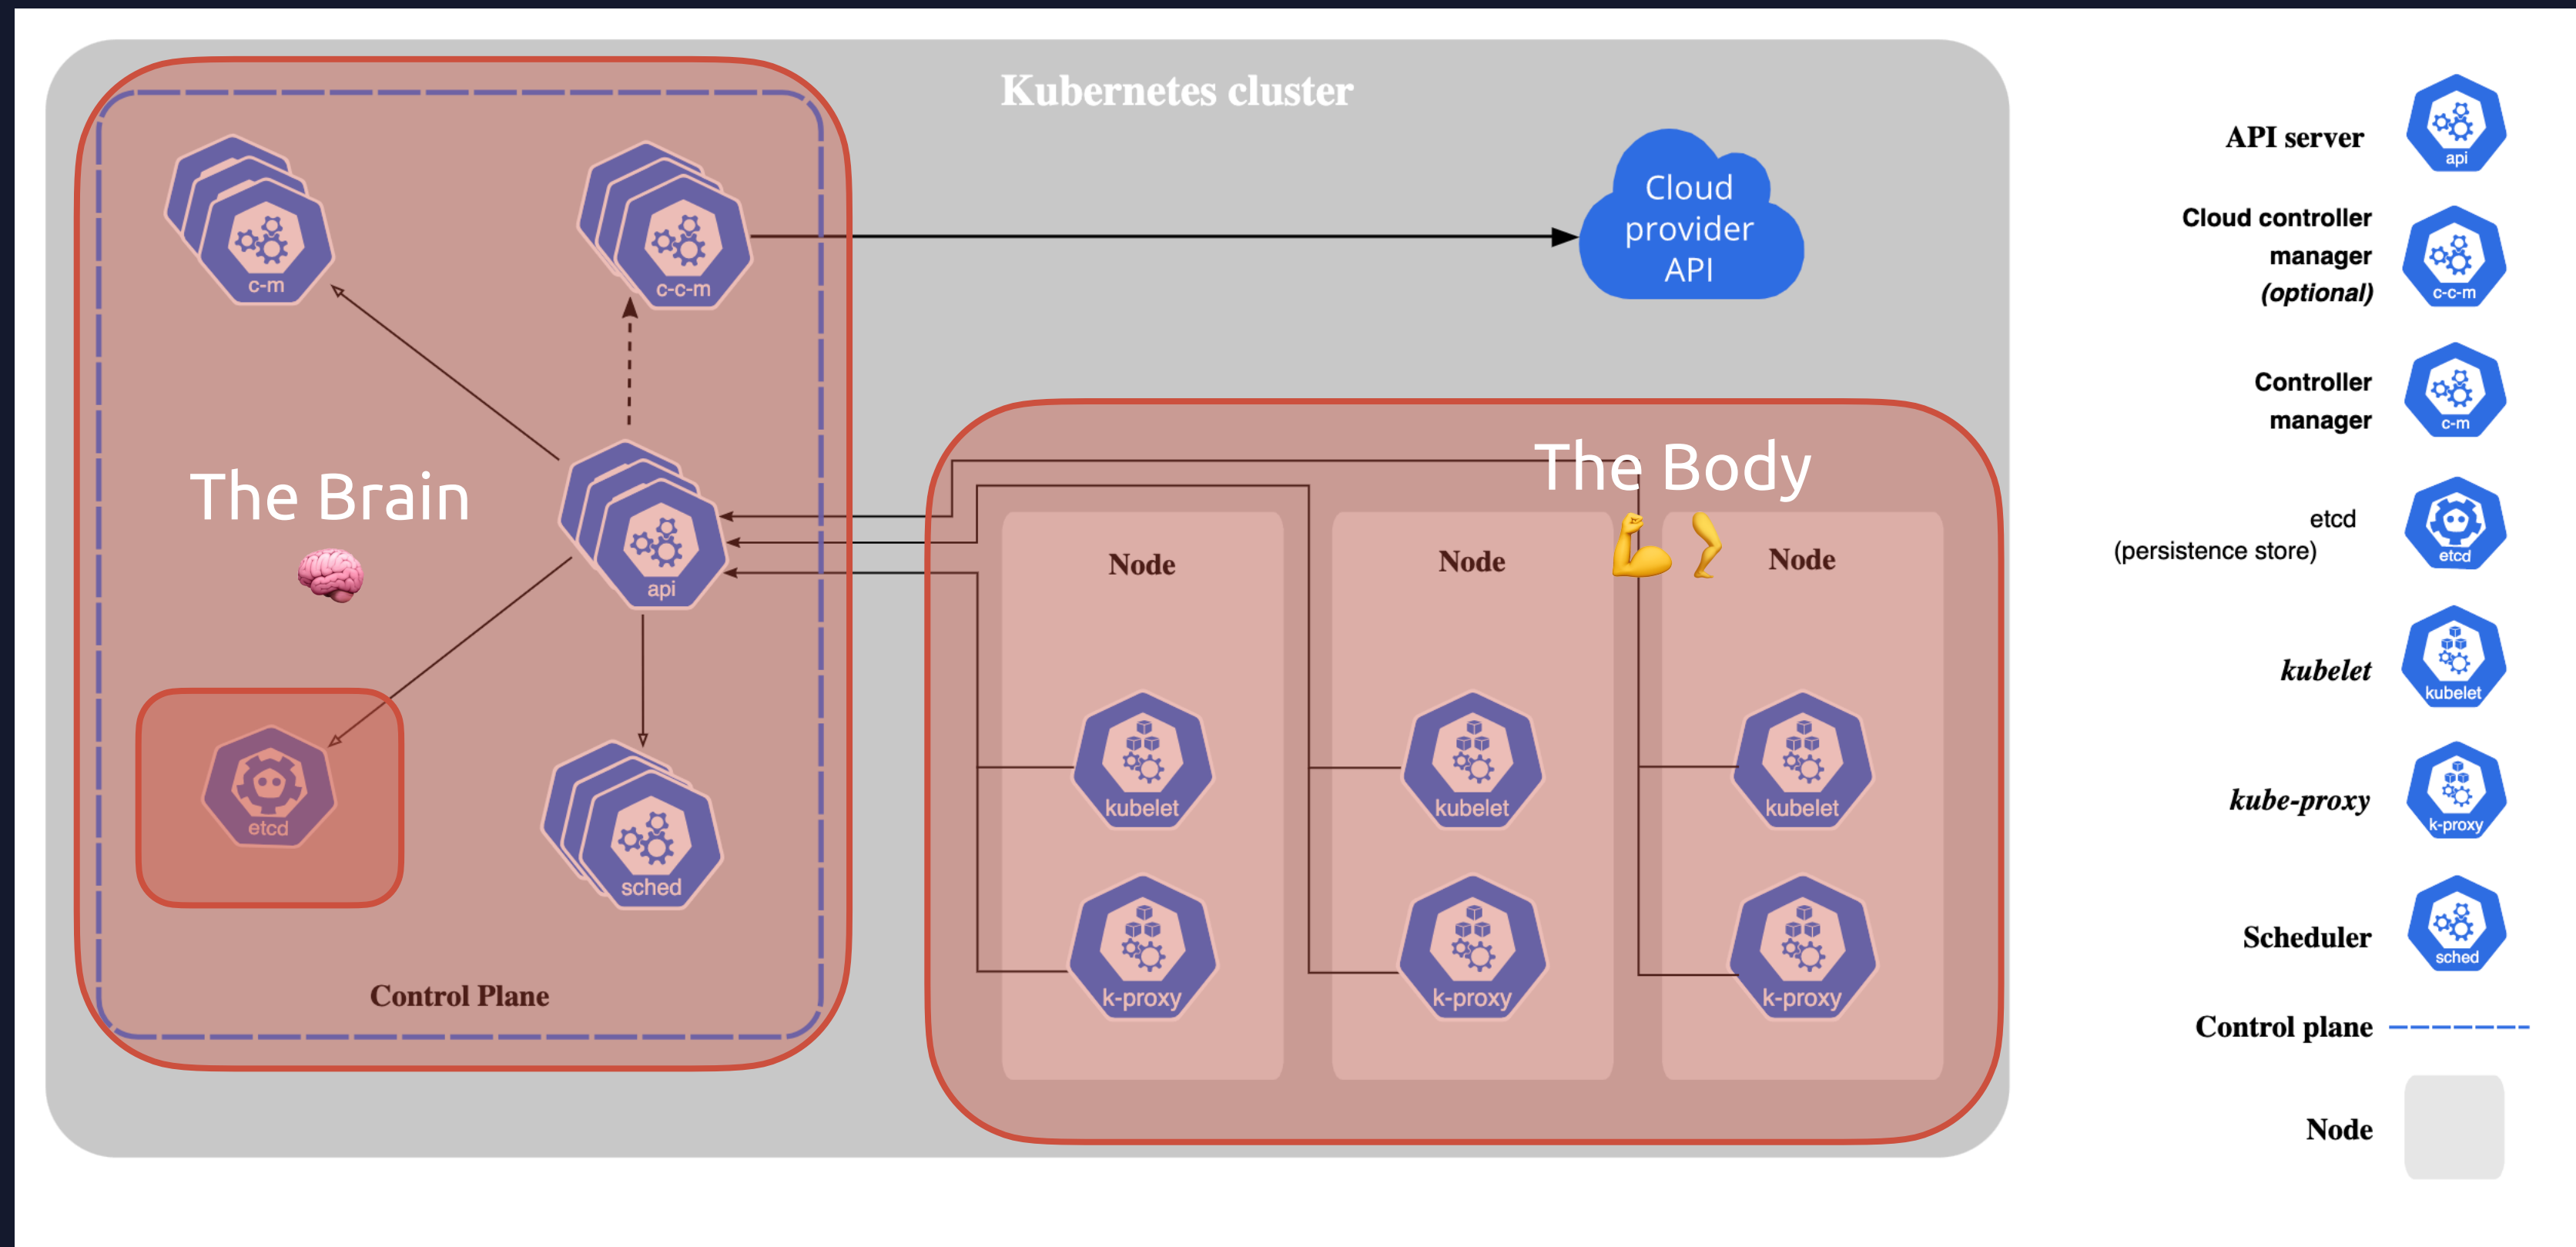 Kubernetes cluster
c-m
c-c-m
Cloud
provider
API
The Brain
api
etcd
sched
Control Plane
The Body
Node
Node
Node
kubelet
kubelet
kubelet
k-proxy
k-proxy
k-proxy
API server
api
Cloud controller
manager
(optional)
c-c-m
Controller
manager
c-m
etcd
(persistence store)
etcd
kubelet
kubelet
kube-proxy
k-proxy
Scheduler
sched
Control plane
Node